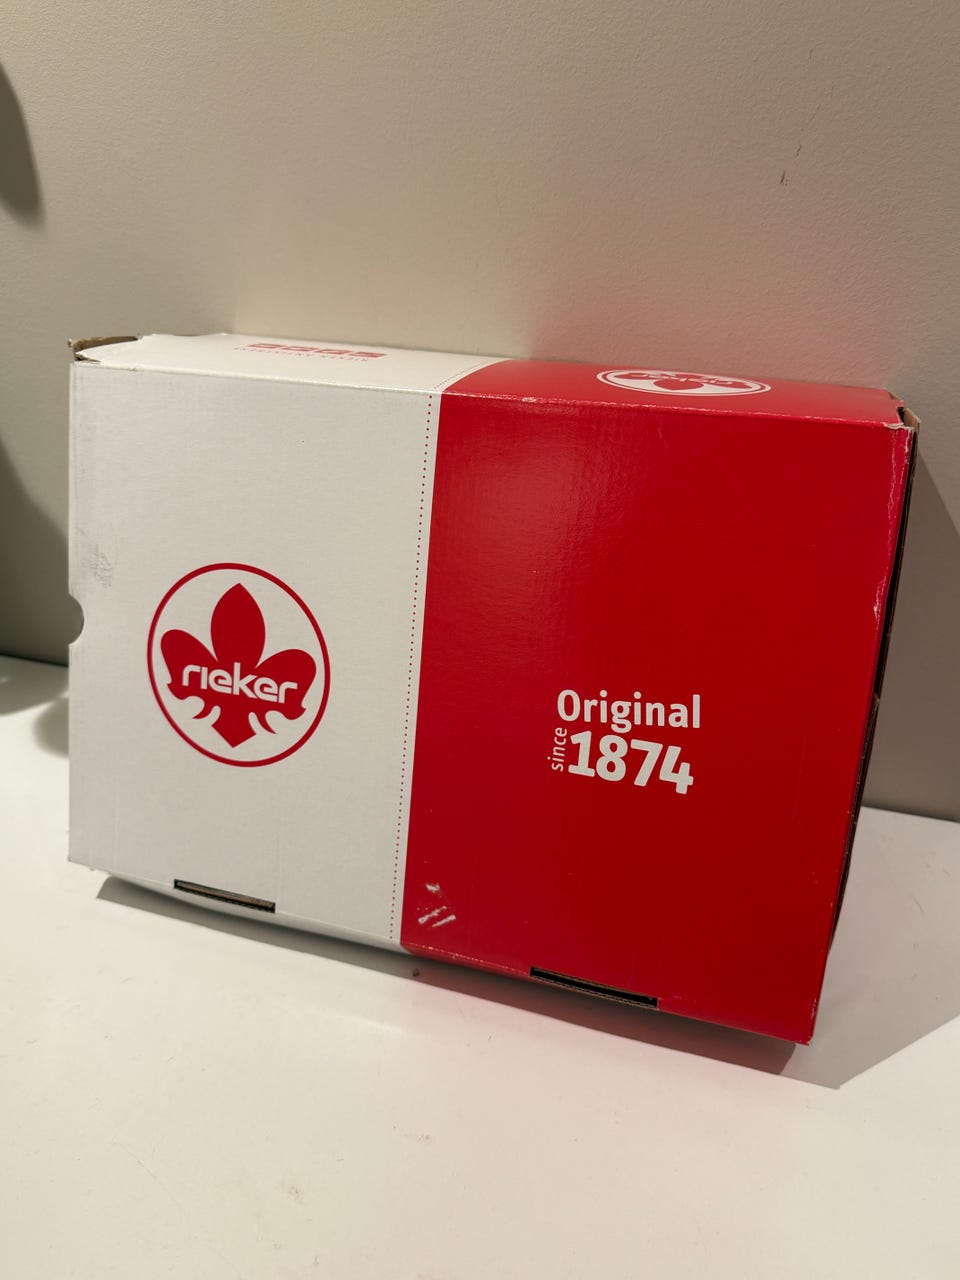 rieker
Original
since
1874